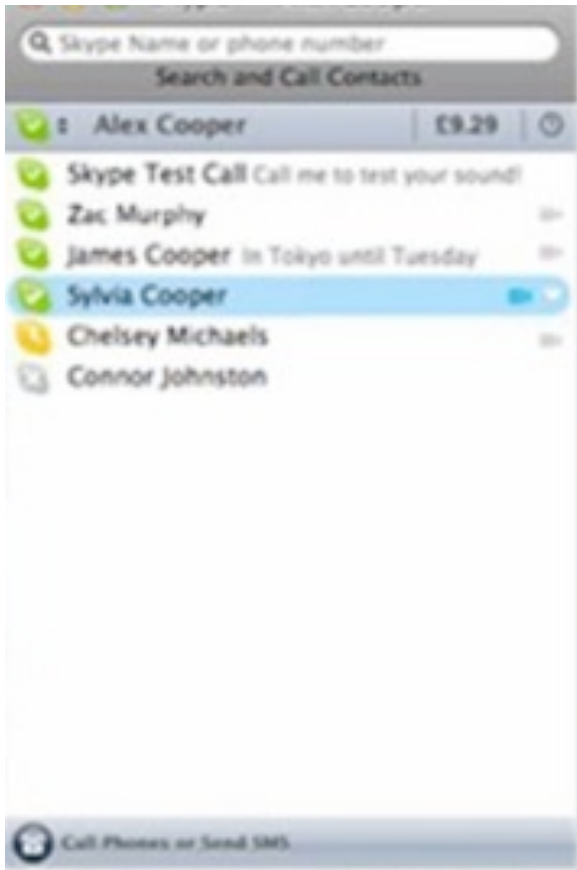 Skype Name or phone number
Search and Call Contacts
Alex Cooper £9.29
Skype Test Call Call me to test your sound!
Zac Murphy
James Cooper In Tokyo until Tuesday
Sylvia Cooper
Chelsey Michaels
Connor Johnston
Call Phones or Send SMS